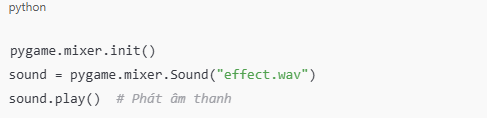 python
pygame.mixer.init()
sound = pygame.mixer.Sound("effect.wav")
sound.play()  # Phát âm thanh